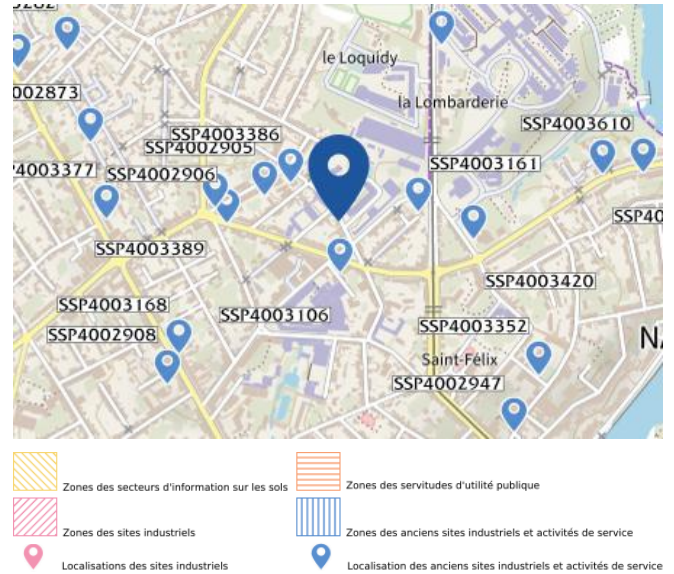 le Loquidy
002873
la Lombarderie
SSP4003610
SSP4003386
SSP4002905
SSP4003161
4003377
SSP4002906
SSP40
SSP4003389
SSP4003420
SSP4003168
SSP4003106
SSP4003352
SSP4002908
Saint-Félix
SSP4002947
Zones des secteurs d'information sur les sols
Zones des servitudes d'utilité publique
Zones des sites industriels
Zones des anciens sites industriels et activités de service
Localisations des sites industriels
Localisation des anciens sites industriels et activités de service